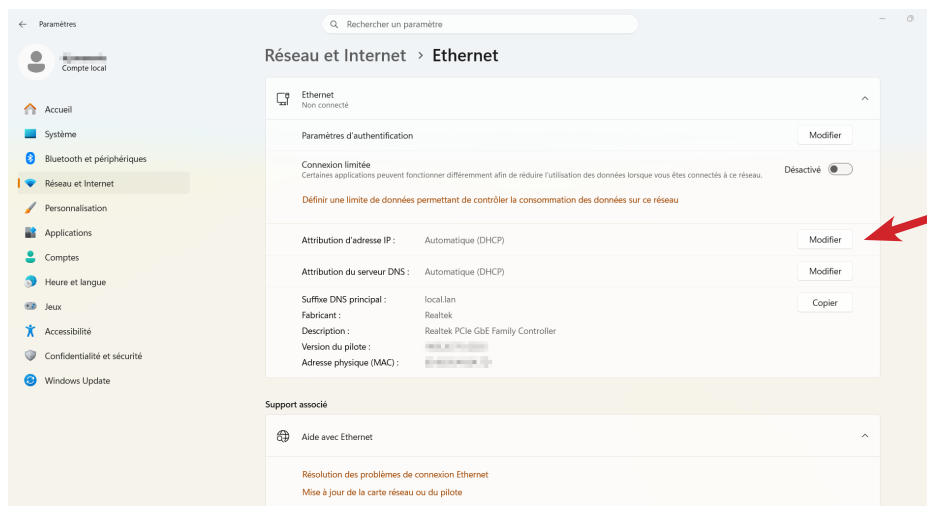 Paramètres
Rechercher un paramètre
Compte local
Accueil
Système
Bluetooth et périphériques
Réseau et Internet
Personnalisation
Applications
Comptes
Heure et langue
Jeux
Accessibilité
Confidentialité et sécurité
Windows Update
Réseau et Internet > Ethernet
Ethernet
Non connecté
Paramètres d'authentification Modifier
Connexion limitée
Certaines applications peuvent fonctionner différemment afin de réduire l'utilisation des données lorsque vous êtes connectés à ce réseau. Désactivé
Définir une limite de données permettant de contrôler la consommation des données sur ce réseau
Attribution d'adresse IP : Automatique (DHCP) Modifier
Attribution du serveur DNS : Automatique (DHCP) Modifier
Suffixe DNS principal : local.lan Copier
Fabricant : Realtek
Description : Realtek PCIe GbE Family Controller
Version du pilote :
Adresse physique (MAC) :
Support associé
Aide avec Ethernet
Résolution des problèmes de connexion Ethernet
Mise à jour de la carte réseau ou du pilote